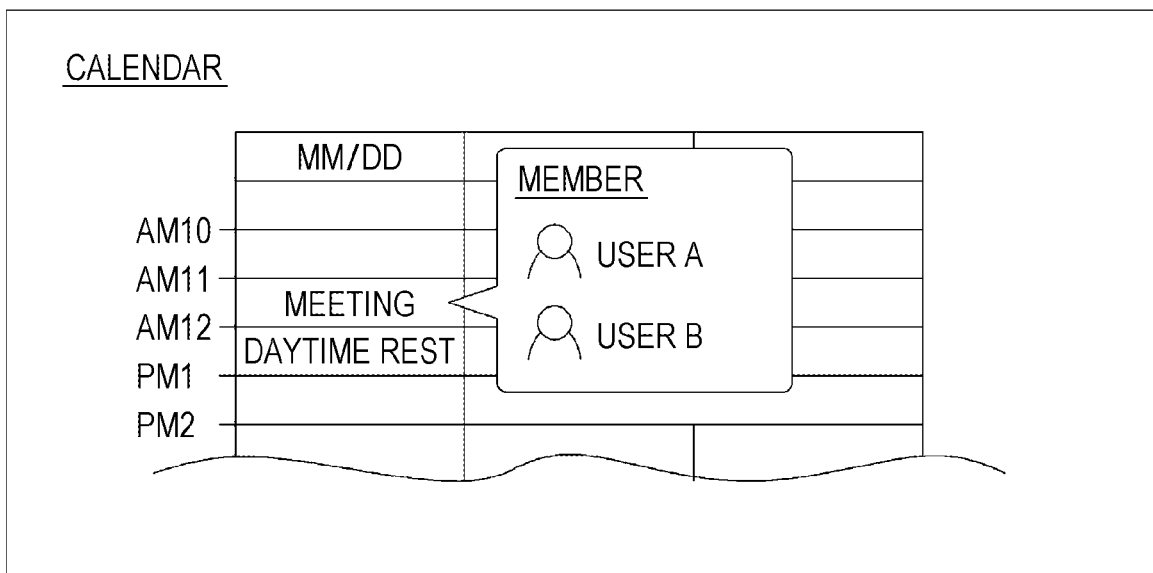 CALENDAR
MM/DD
MEMBER
AM10
USER A
AM11
MEETING
AM12
USER B
DAYTIME REST
PM1
PM2